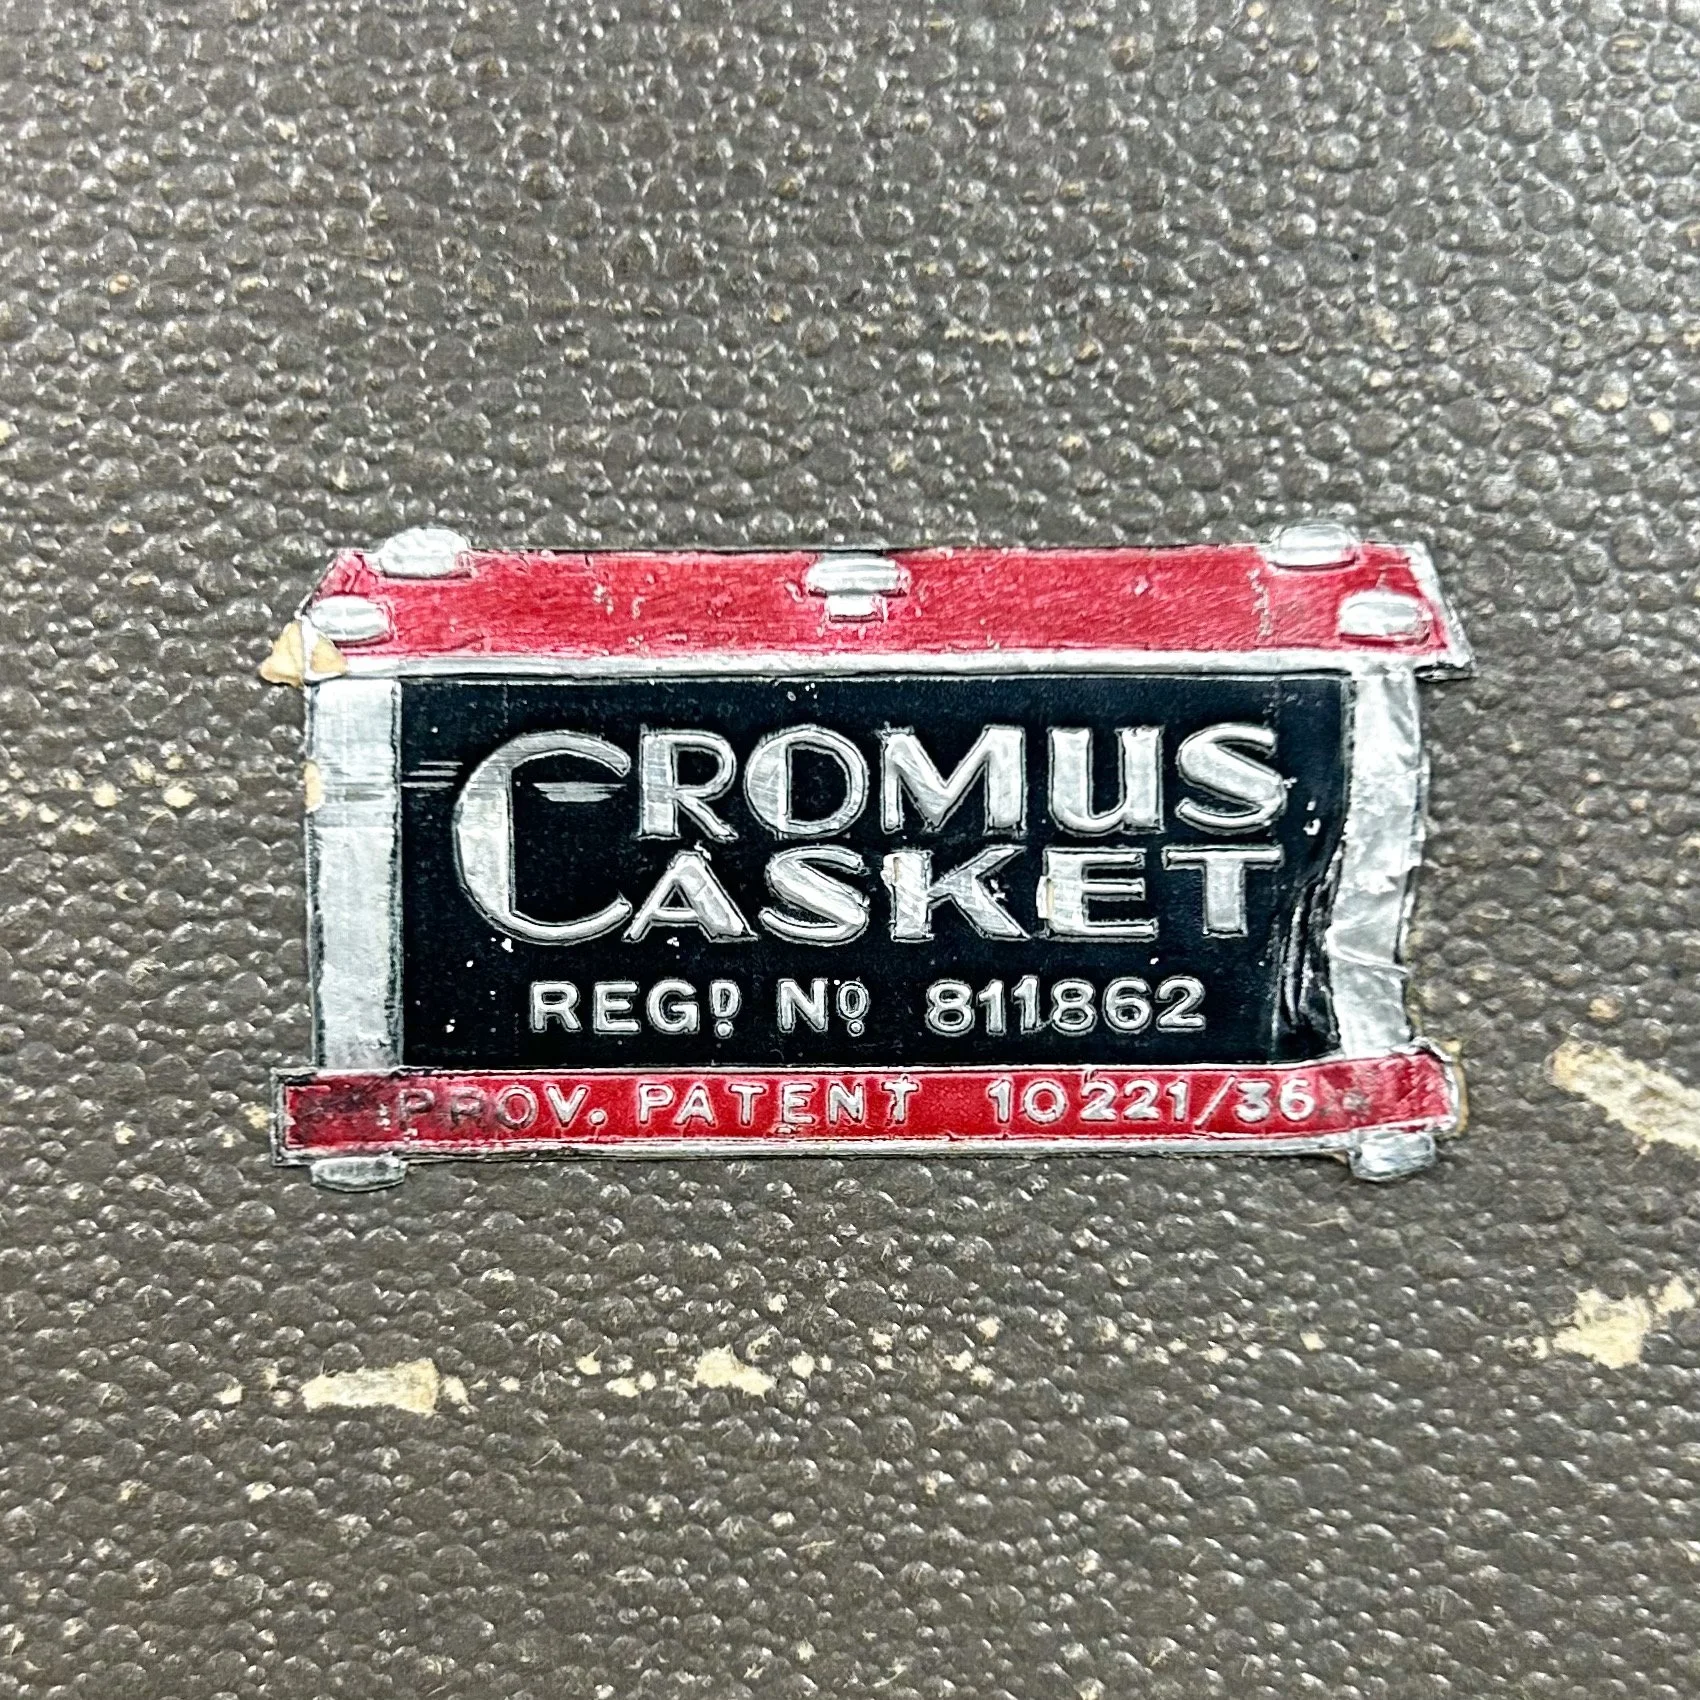 CROMUS
CASKET
REGD NO 811862
PROV. PATENT 10221/36